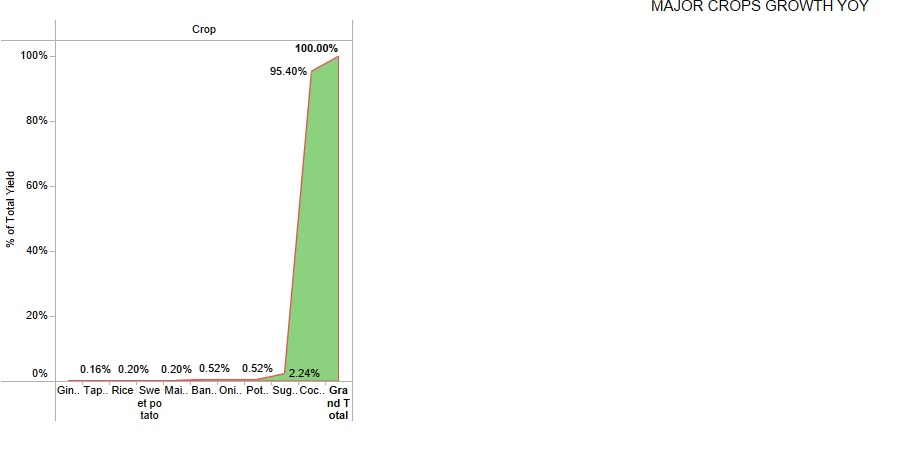 MAJOR CROPS GROWTH YOY
Crop
100.00%
100%
95.40%
80%
60%
% of Total Yield
40%
20%
0.16% 0.20% 0.20% 0.52% 0.52% 2.24%
0%
Gin.. Tap.. Rice Swe Mai.. Ban.. Oni.. Pot.. Sug.. Coc.. Gra
et po nd T
tato otal